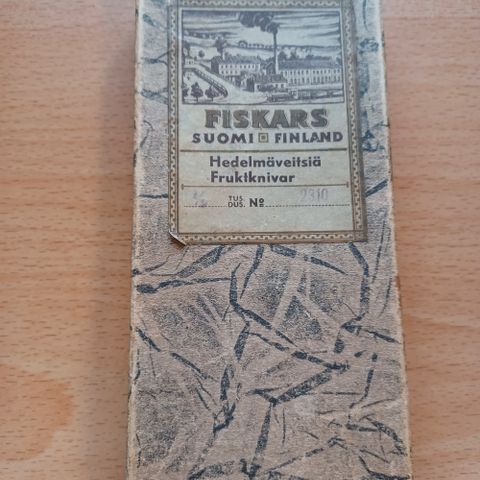 FISKARS
SUOMI FINLAND
Hedelmäveitsiä
Fruktknivar
TUS.
DUS. No 2310